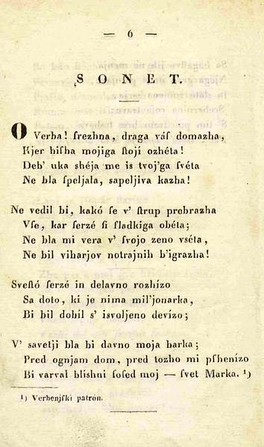 — 6 —
SONET.
O Verba! ſrezhna, draga váſ domazha,
Kjer hiſha mojiga ſtoji ozhéta!
Deb' uka shéja me is tvoj'ga ſvéta
Ne bla ſpeljala, sapeljiva kazha!
Ne vedil bi, kakó ſe v' ſtrup prebrazha
Vſe, kar ſerzé ſi ſladkiga obéta;
Ne bla mi vera v' ſvojo zeno vséta,
Ne bil viharjov notrajnih b'igrazha!
Sveſtó ſerzé in delavno rozhizo
Sa doto, ki je nima mil'jonarka,
Bi bil dobil s' isvoljeno devizo;
V' savetji bla bi davno moja barka;
Pred ognjam dom, pred tozho mi pſhenizo
Bi varval blishni ſoſed moj — ſvet Marka. ¹)
¹) Verbenjſki patrón.